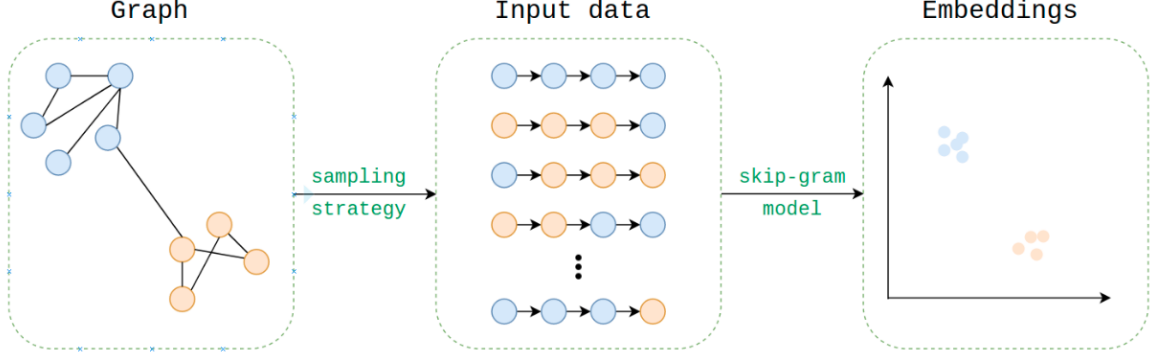 Graph
Input data
Embeddings
sampling
strategy
skip-gram
model